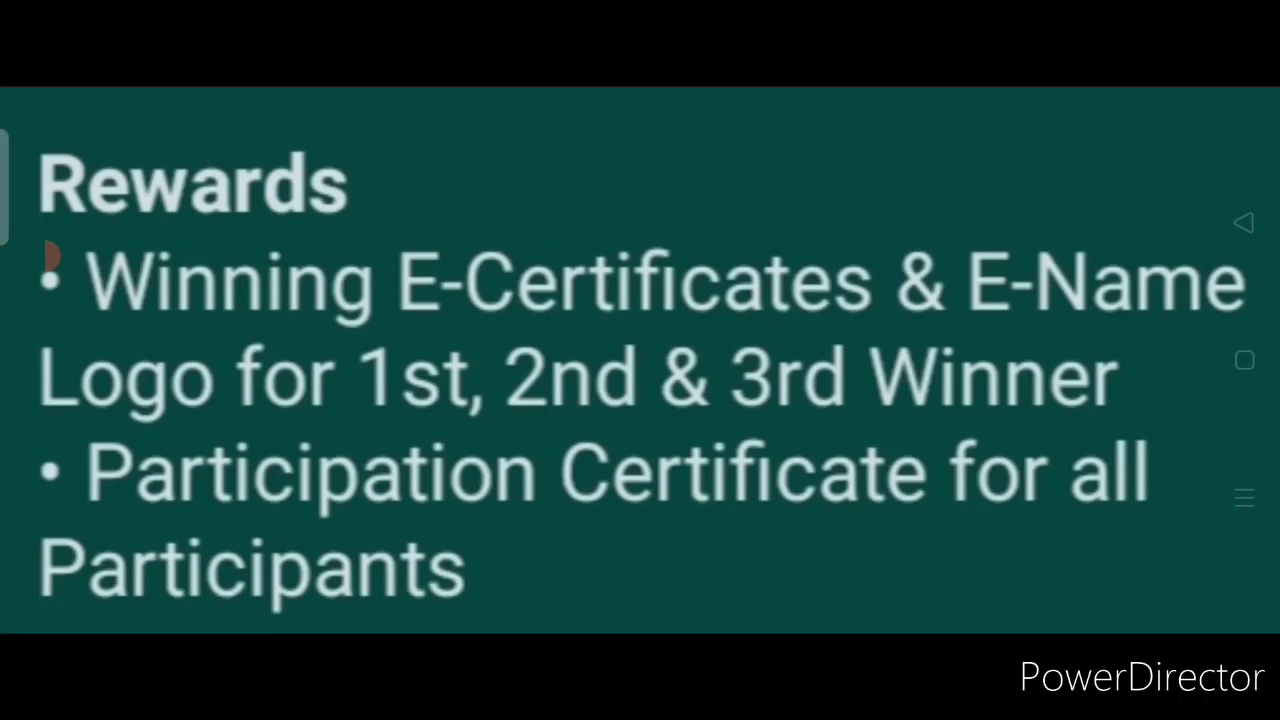 Rewards
• Winning E-Certificates & E-Name
Logo for 1st, 2nd & 3rd Winner
• Participation Certificate for all
Participants
PowerDirector